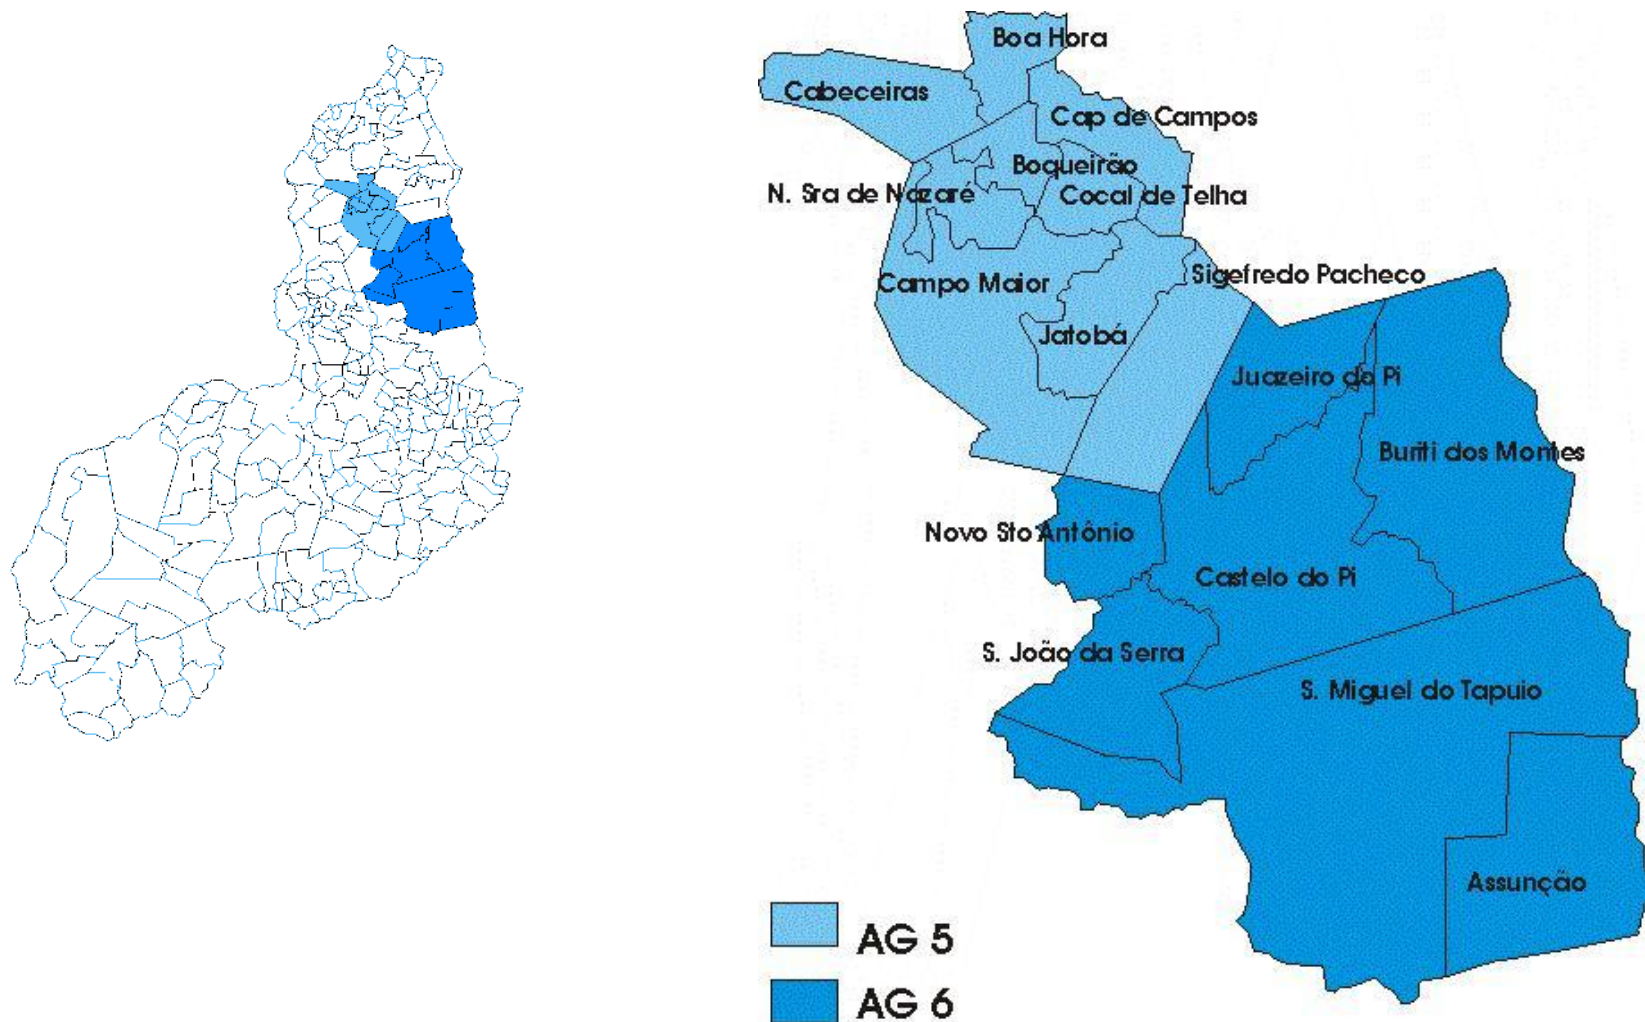 Boa Hora
Cabeceiras
Cap de Campos
Boqueirão
N. Sra de Nazaré
Cocal de Telha
Campo Maior
Sigefredo Pacheco
Jatobá
Juazeiro do Pi
Buriti dos Montes
Novo Sto Antônio
Castelo do Pi
S. João da Serra
S. Miguel do Tapuio
Assunção
AG 5
AG 6